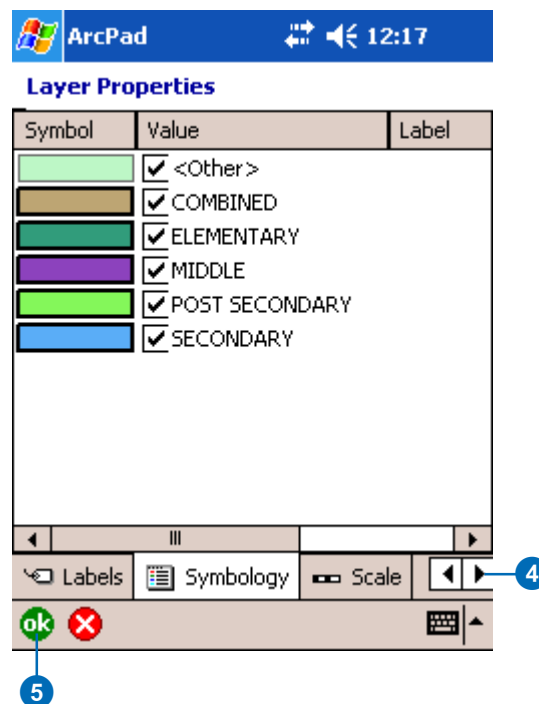 ArcPad 12:17
Layer Properties
Symbol Value Label
<Other>
COMBINED
ELEMENTARY
MIDDLE
POST SECONDARY
SECONDARY
Labels Symbology Scale
4
ok
5